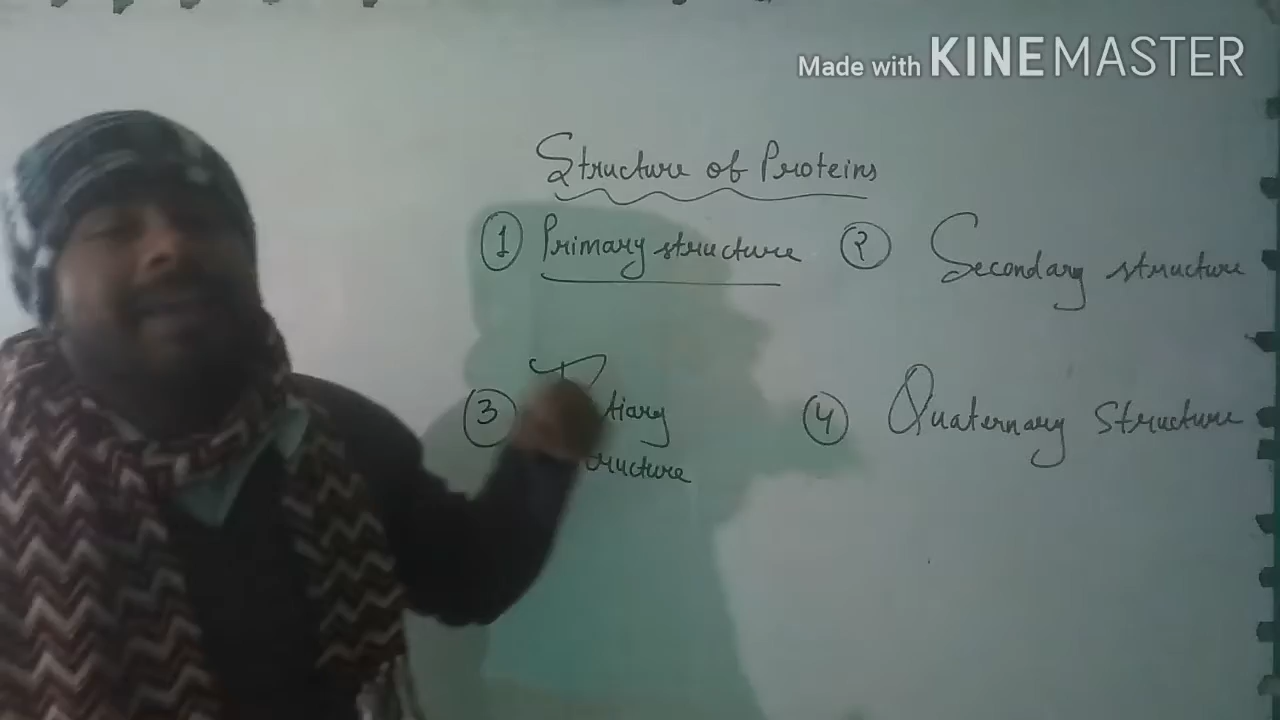 Made with KINEMASTER
Structure of Proteins
1 Primary structure
2 Secondary structure
3
4 Quaternary Structure